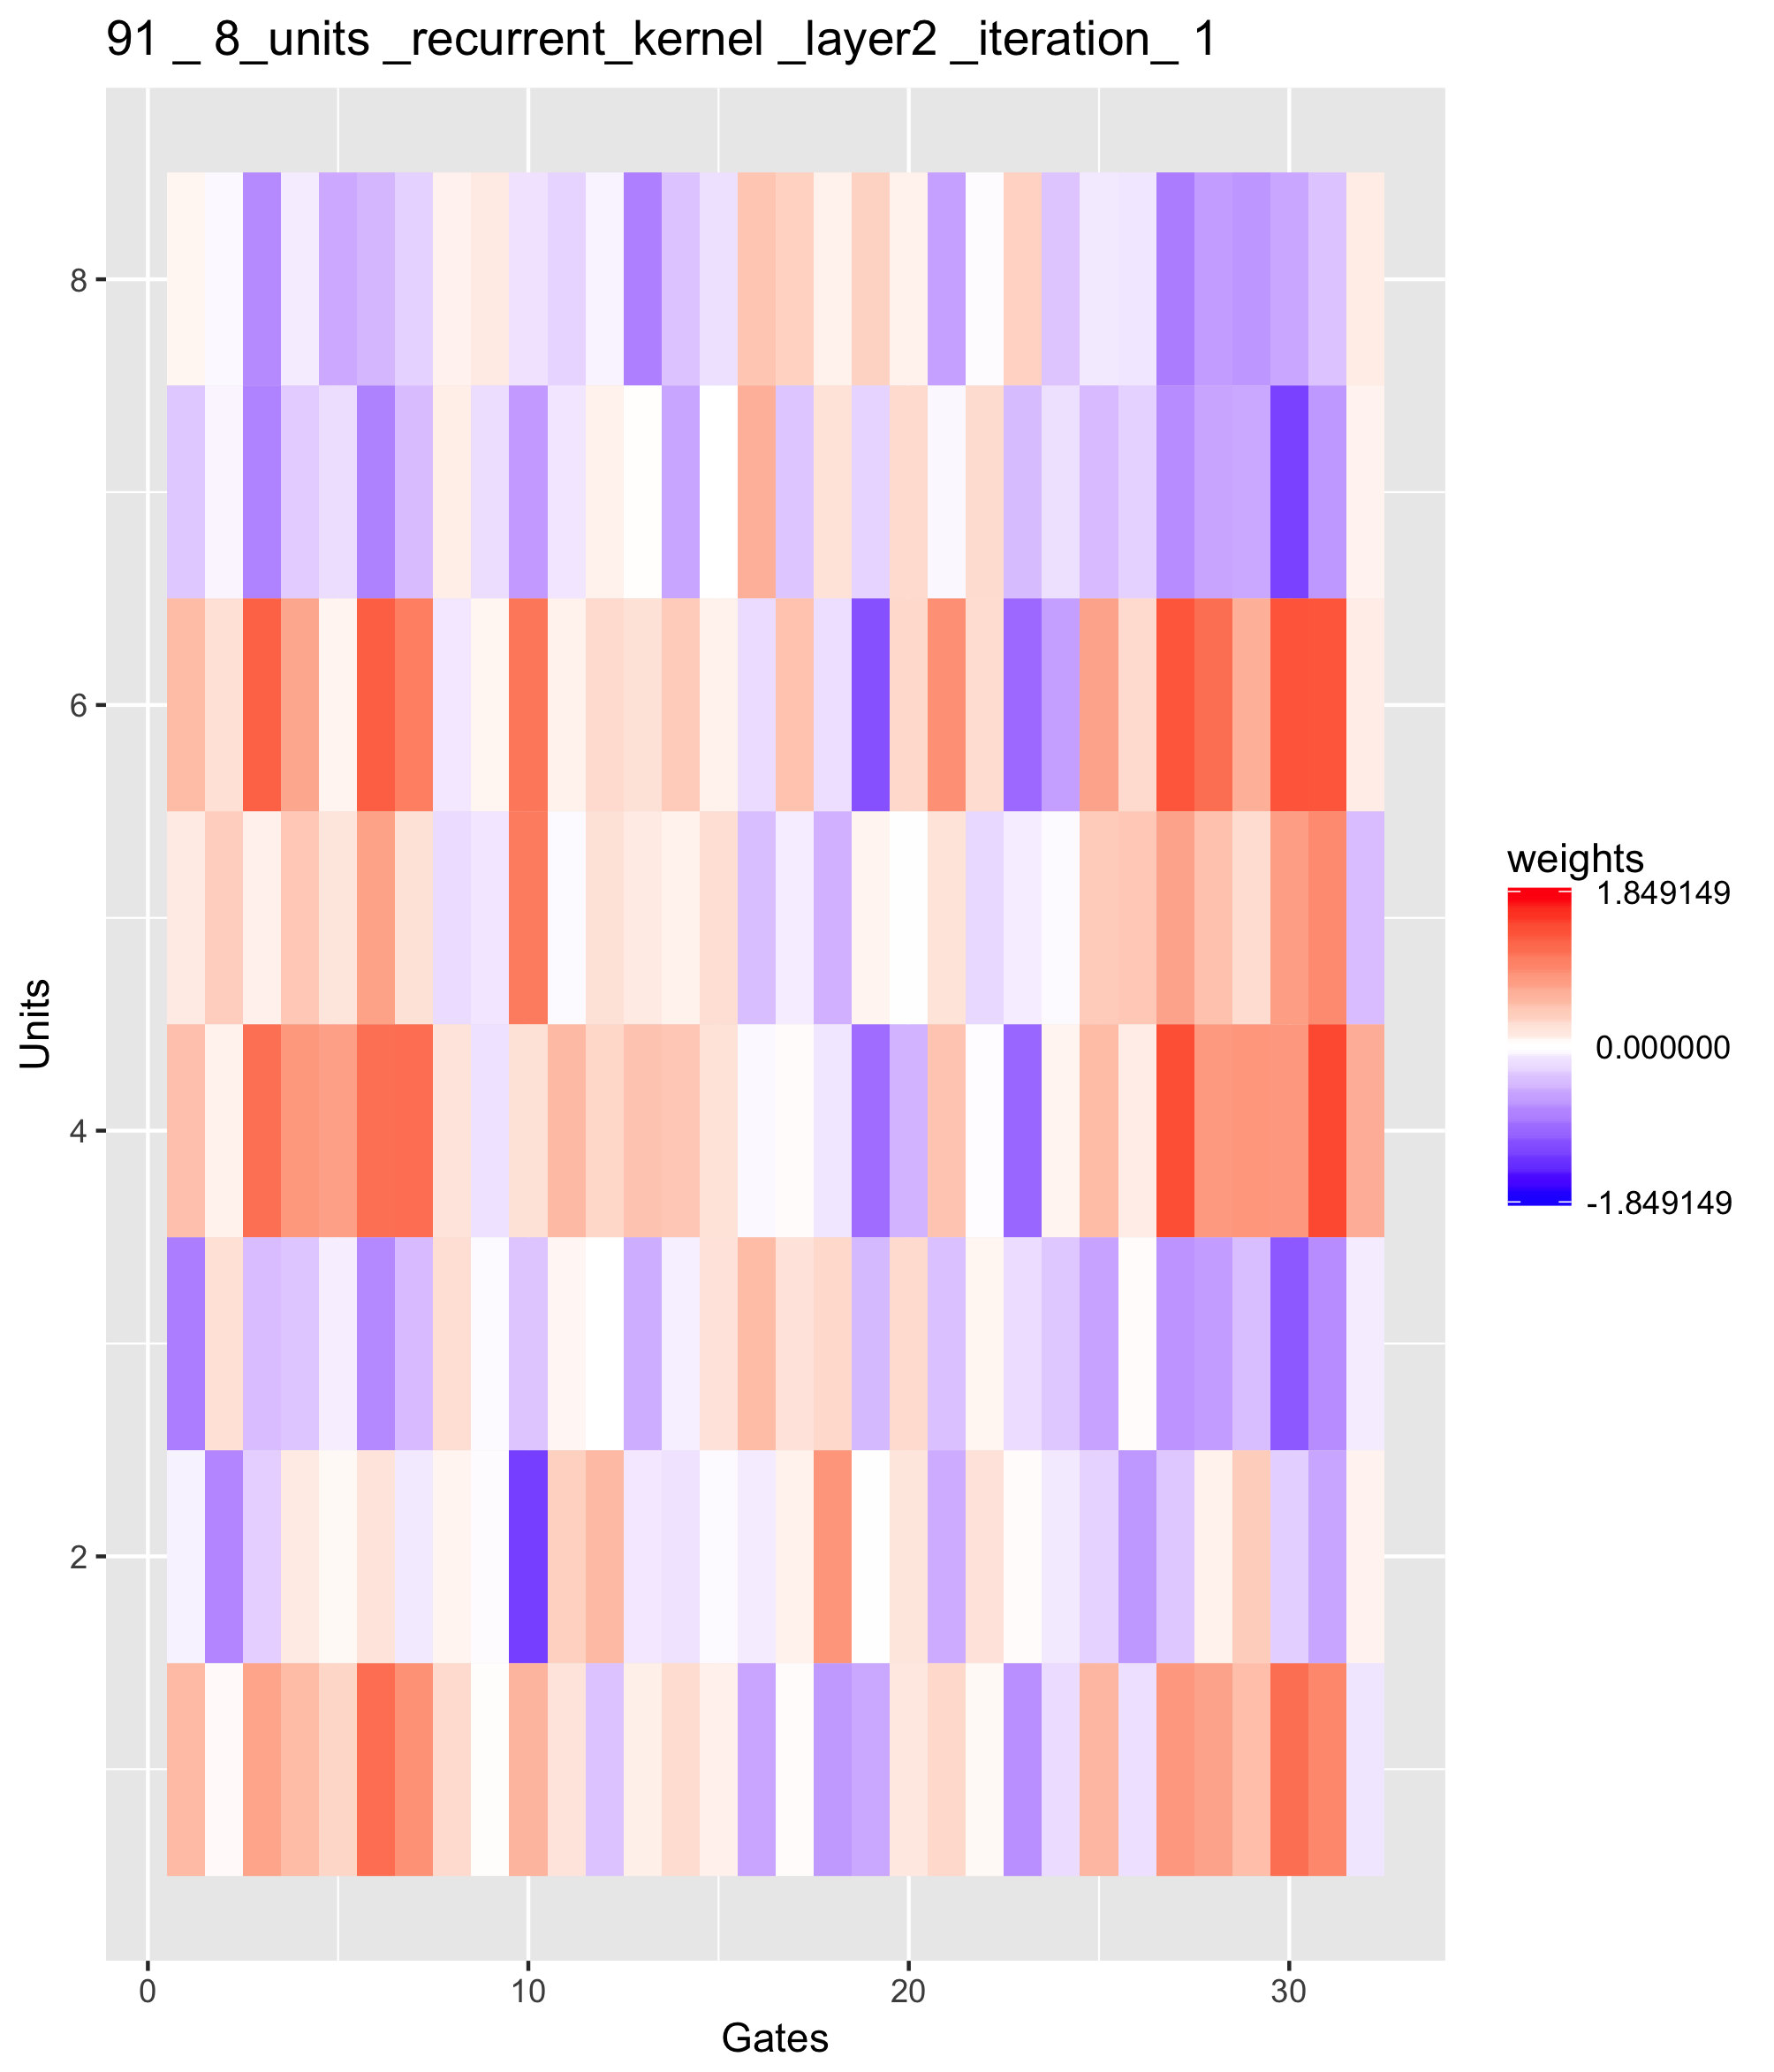 91 _ 8_units _recurrent_kernel _layer2 _iteration_ 1
8
6
4
2
Units
0 10 20 30
Gates
weights
1.849149
0.000000
-1.849149